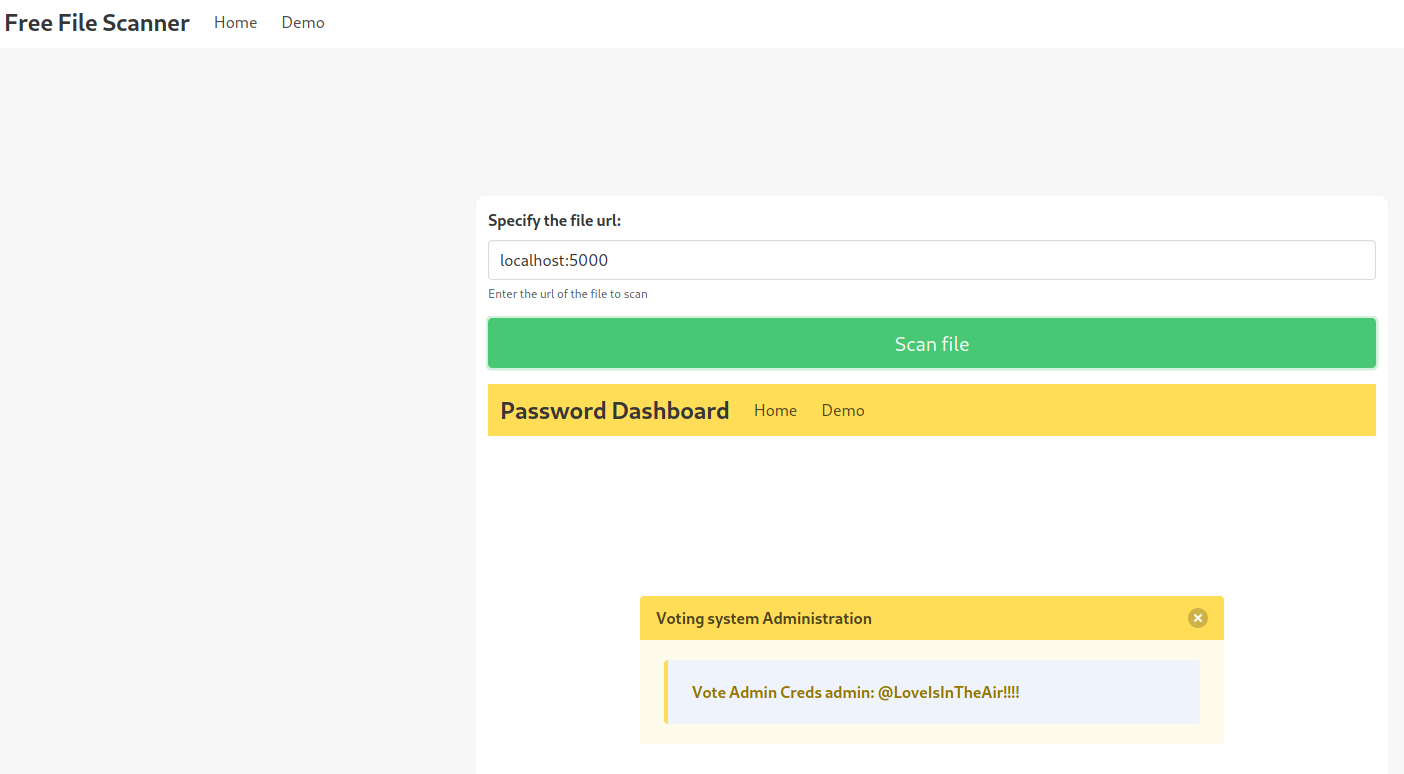 Free File Scanner Home Demo
Specify the file url:
localhost:5000
Enter the url of the file to scan
Scan file
Password Dashboard Home Demo
Voting system Administration
Vote Admin Creds admin: @LoveIsInTheAir!!!!